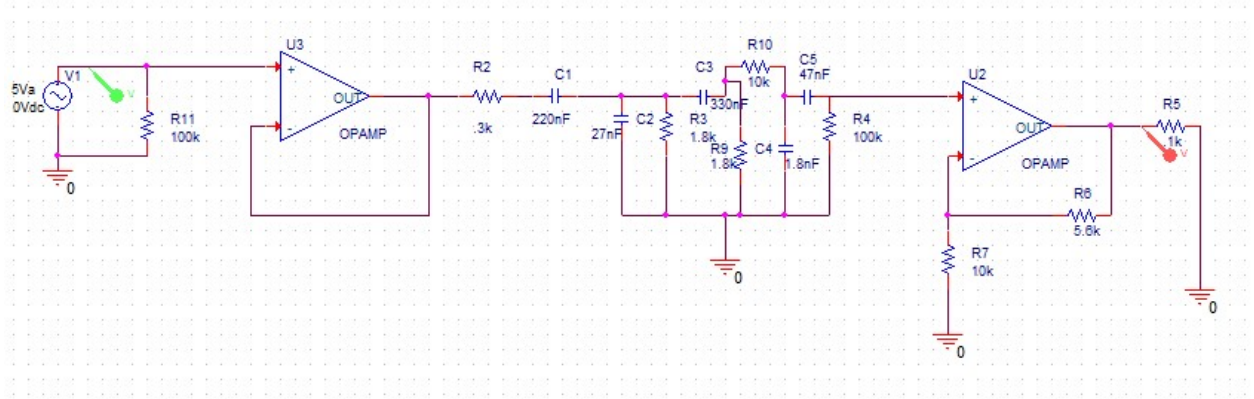 5Va
0Vdc
V1
V
R11
100k
0
U3
+
-
OUT
OPAMP
R2
.3k
C1
220nF
27nF
C2
R3
1.8k
C3
330nF
R9
1.8k
R10
10k
C4
1.8nF
C5
47nF
R4
100k
0
U2
+
-
OUT
OPAMP
R5
.1k
V
R6
5.6k
R7
10k
0
0